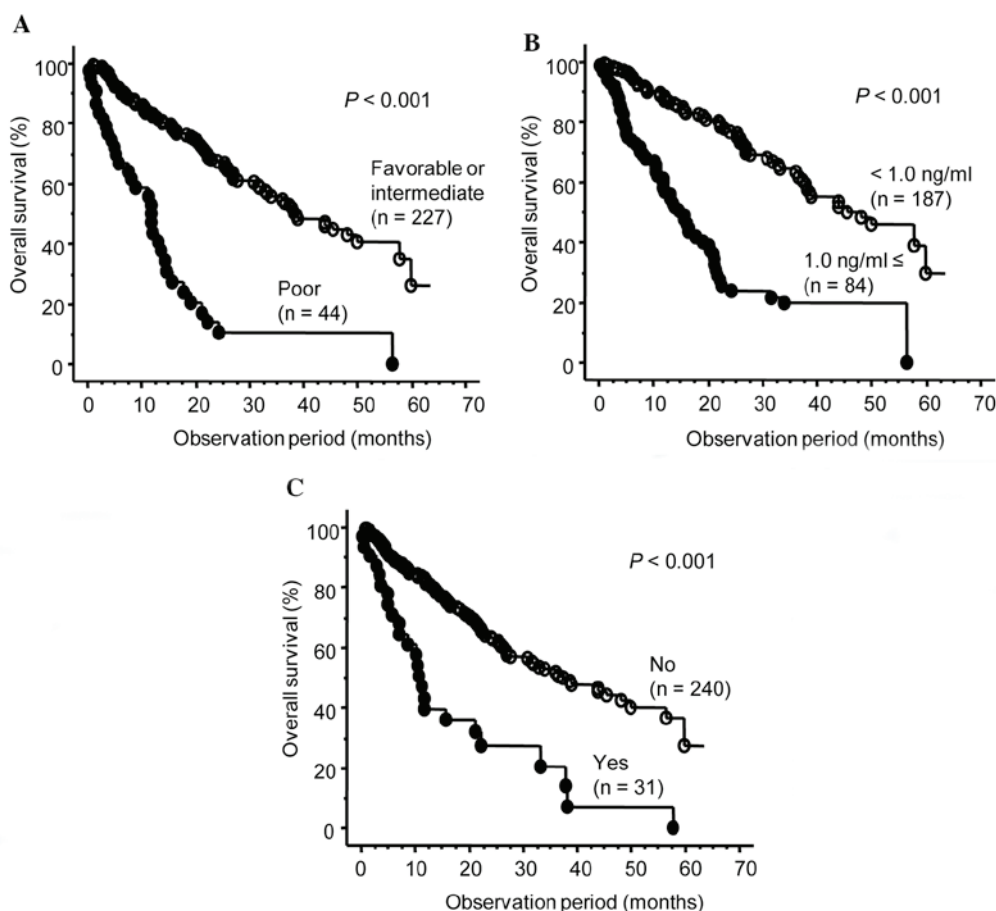 A
100
80
60
40
20
0
Overall survival (%)
P < 0.001
Favorable or
intermediate
(n = 227)
Poor
(n = 44)
0 10 20 30 40 50 60 70
Observation period (months)
B
100
80
60
40
20
0
Overall survival (%)
P < 0.001
< 1.0 ng/ml
(n = 187)
1.0 ng/ml ≤
(n = 84)
0 10 20 30 40 50 60 70
Observation period (months)
C
100
80
60
40
20
0
Overall survival (%)
P < 0.001
No
(n = 240)
Yes
(n = 31)
0 10 20 30 40 50 60 70
Observation period (months)